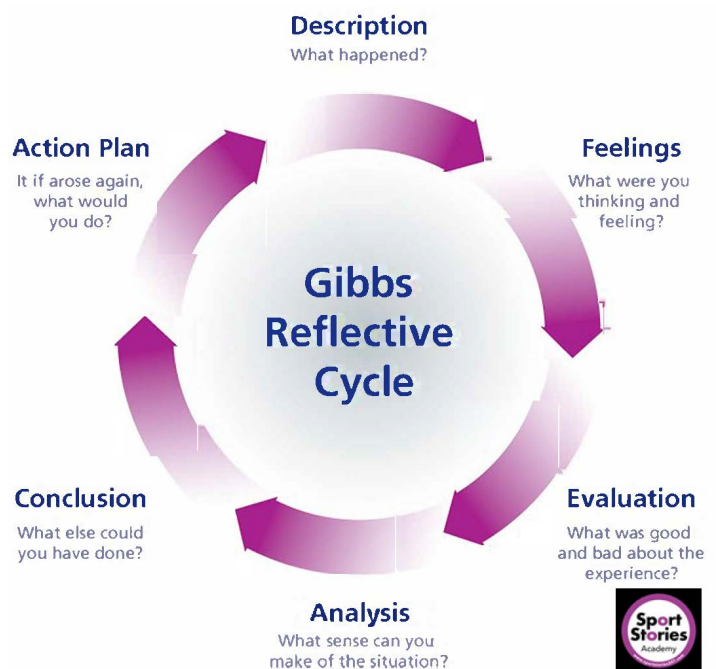 Description
What happened?
Feelings
What were you
thinking and
feeling?
Evaluation
What was good
and bad about the
experience?
Analysis
What sense can you
make of the situation?
Conclusion
What else could
you have done?
Action Plan
It if arose again,
what would
you do?
Gibbs
Reflective
Cycle
Sport
Stories
Academy